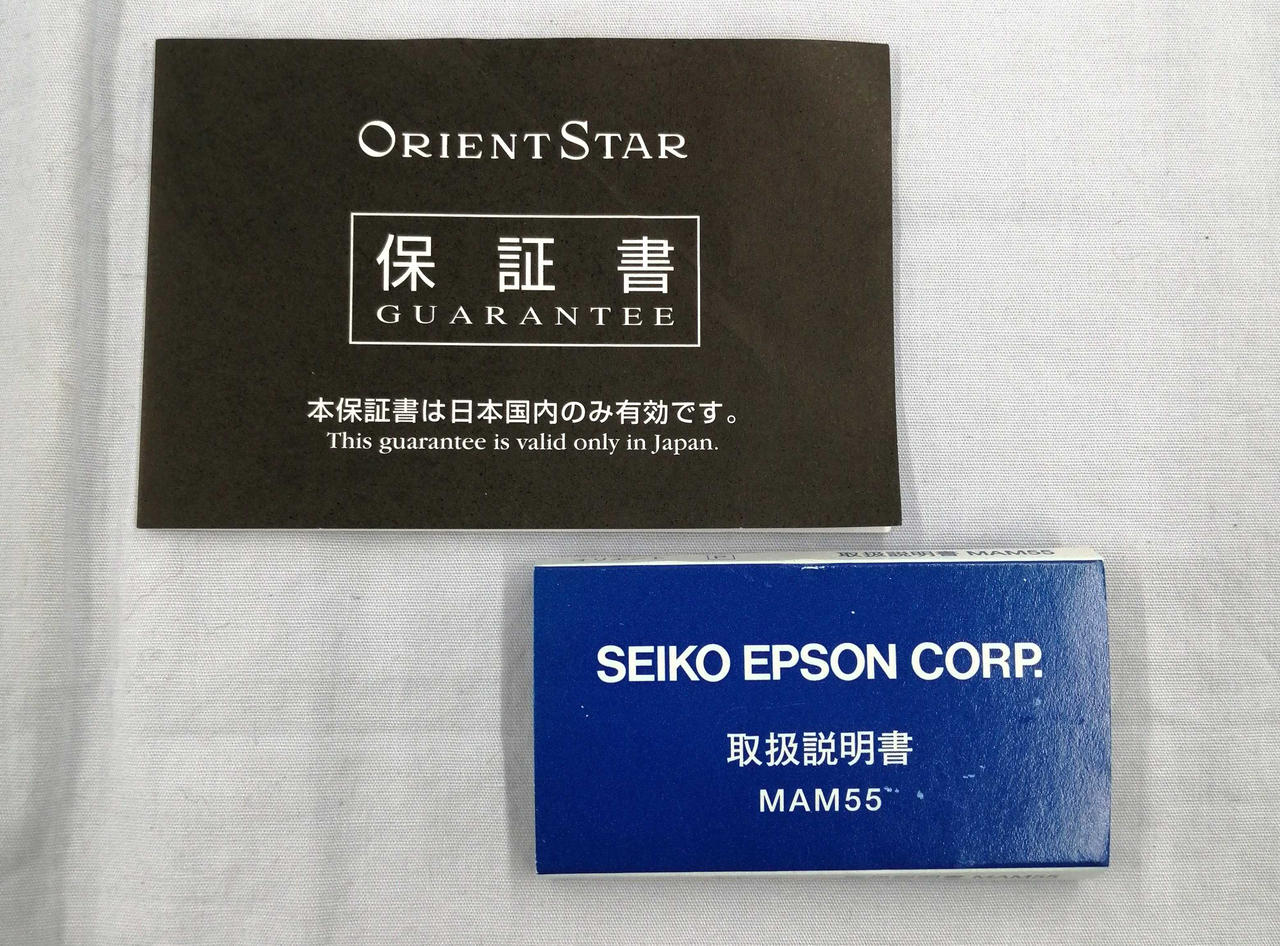 ORIENT STAR
保証書
GUARANTEE
本保証書は日本国内のみ有効です。
This guarantee is valid only in Japan.
取扱説明書 MAM55
SEIKO EPSON CORP.
取扱説明書
MAM55
MAM55